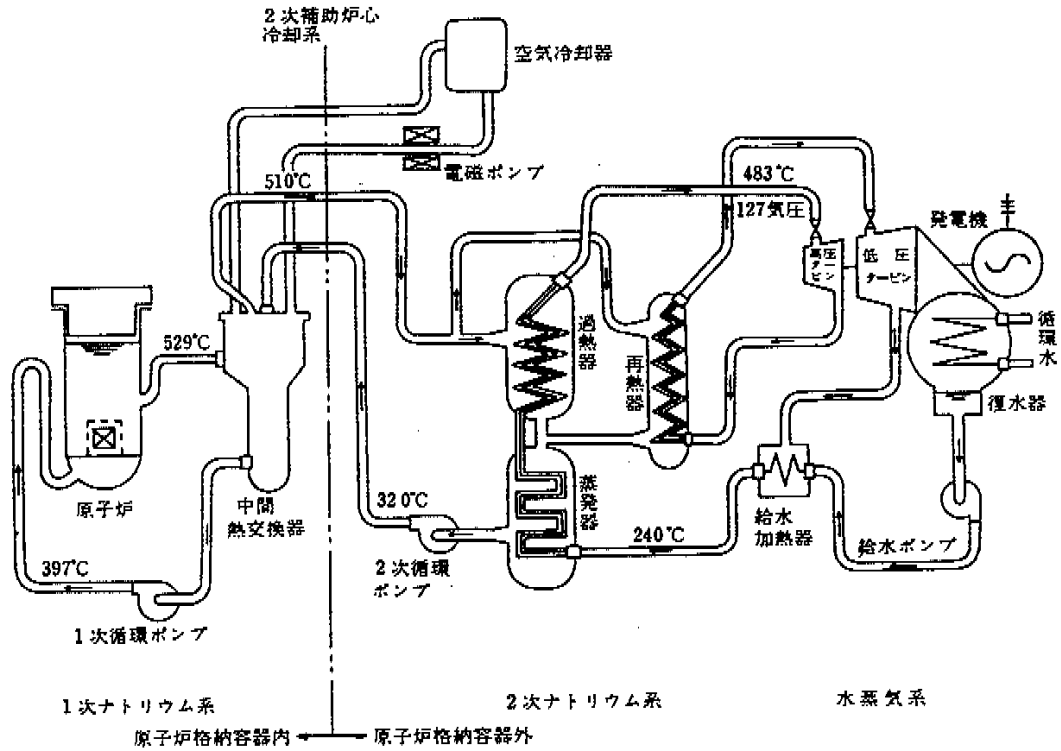 2次補助炉心
冷却系
空気冷却器
電磁ポンプ
510℃
483℃
127気圧
発電機
高圧
ター
ビン
低圧
タービン
循
環
水
復水器
過熱器
再熱器
529℃
原子炉
中間
熱交換器
320℃
蒸発器
240℃
給水
加熱器
給水ポンプ
397℃
2次循環
ポンプ
1次循環ポンプ
1次ナトリウム系
2次ナトリウム系
水蒸気系
原子炉格納容器内
原子炉格納容器外